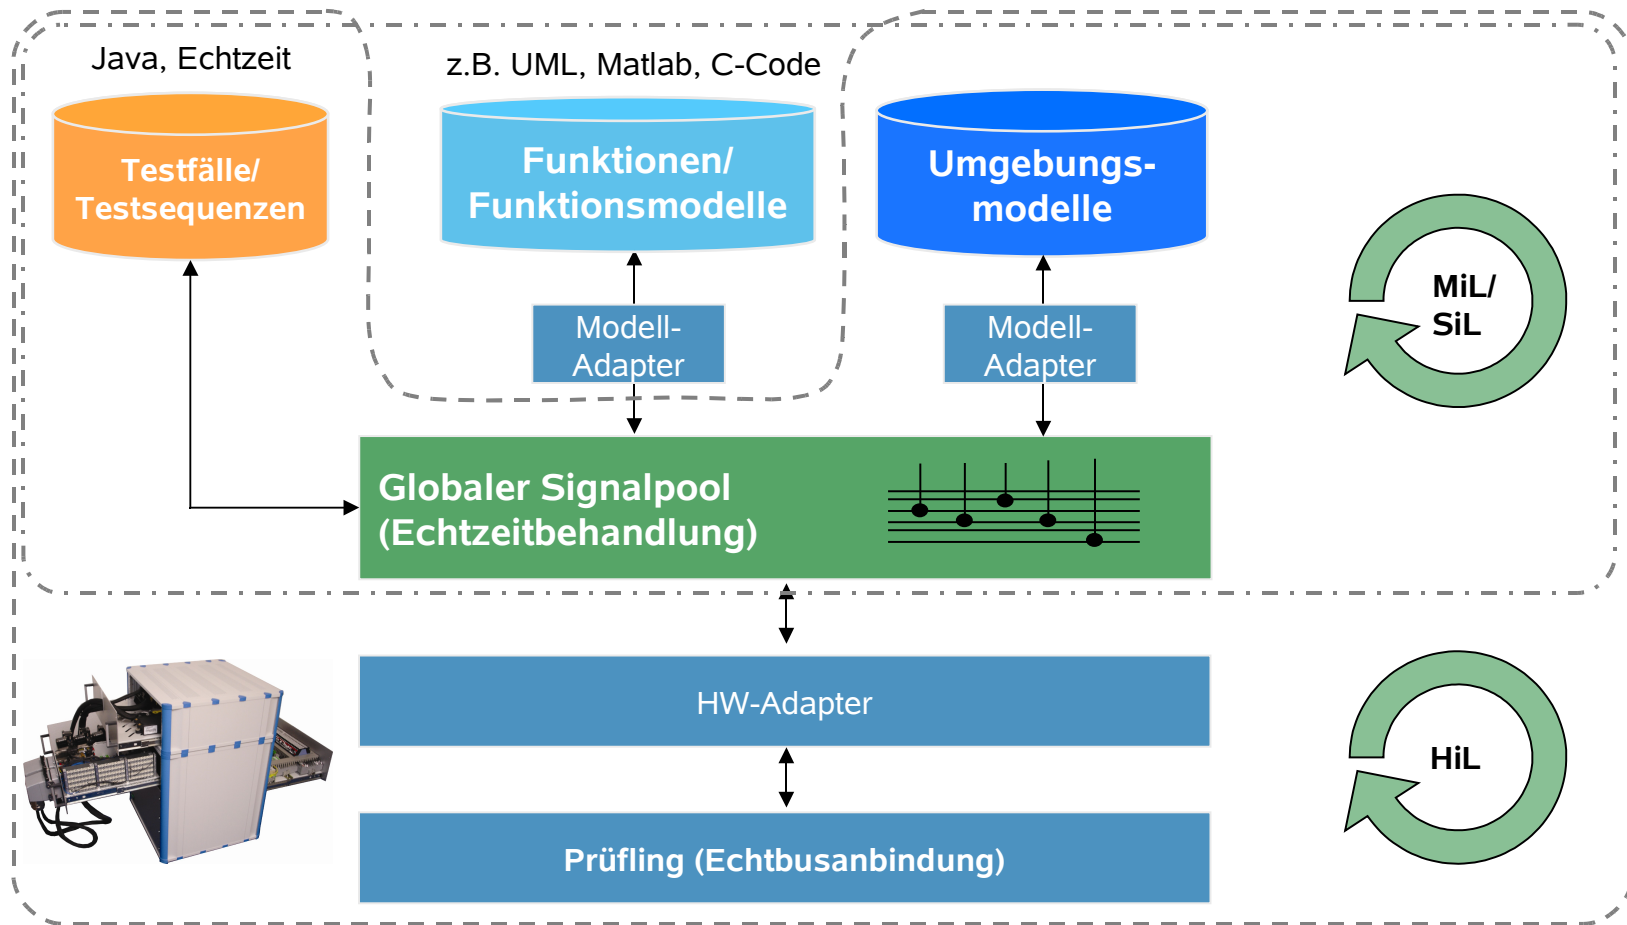 Java, Echtzeit
z.B. UML, Matlab, C-Code
Testfälle/
Testsequenzen
Funktionen/
Funktionsmodelle
Umgebungs-
modelle
Modell-
Adapter
Modell-
Adapter
MiL/
SiL
Globaler Signalpool
(Echtzeitbehandlung)
HW-Adapter
HiL
Prüfling (Echtbusanbindung)